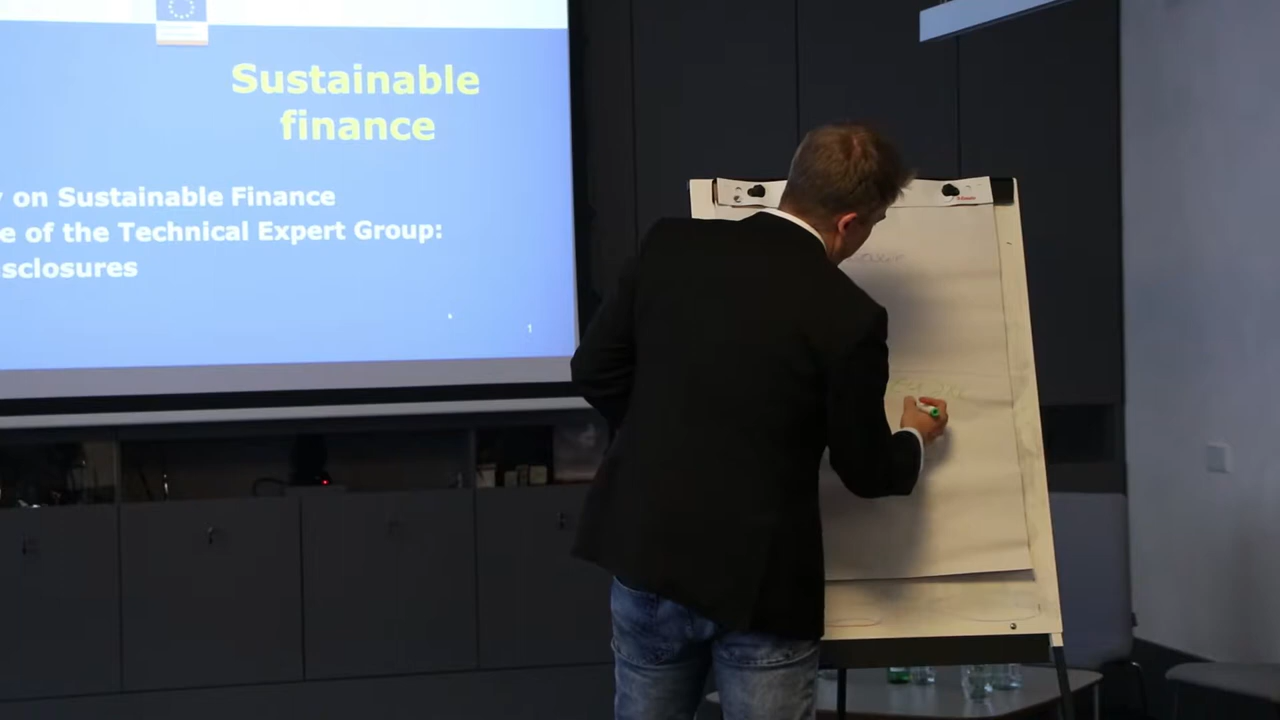 Sustainable
finance
on Sustainable Finance
e of the Technical Expert Group:
sclosures
1